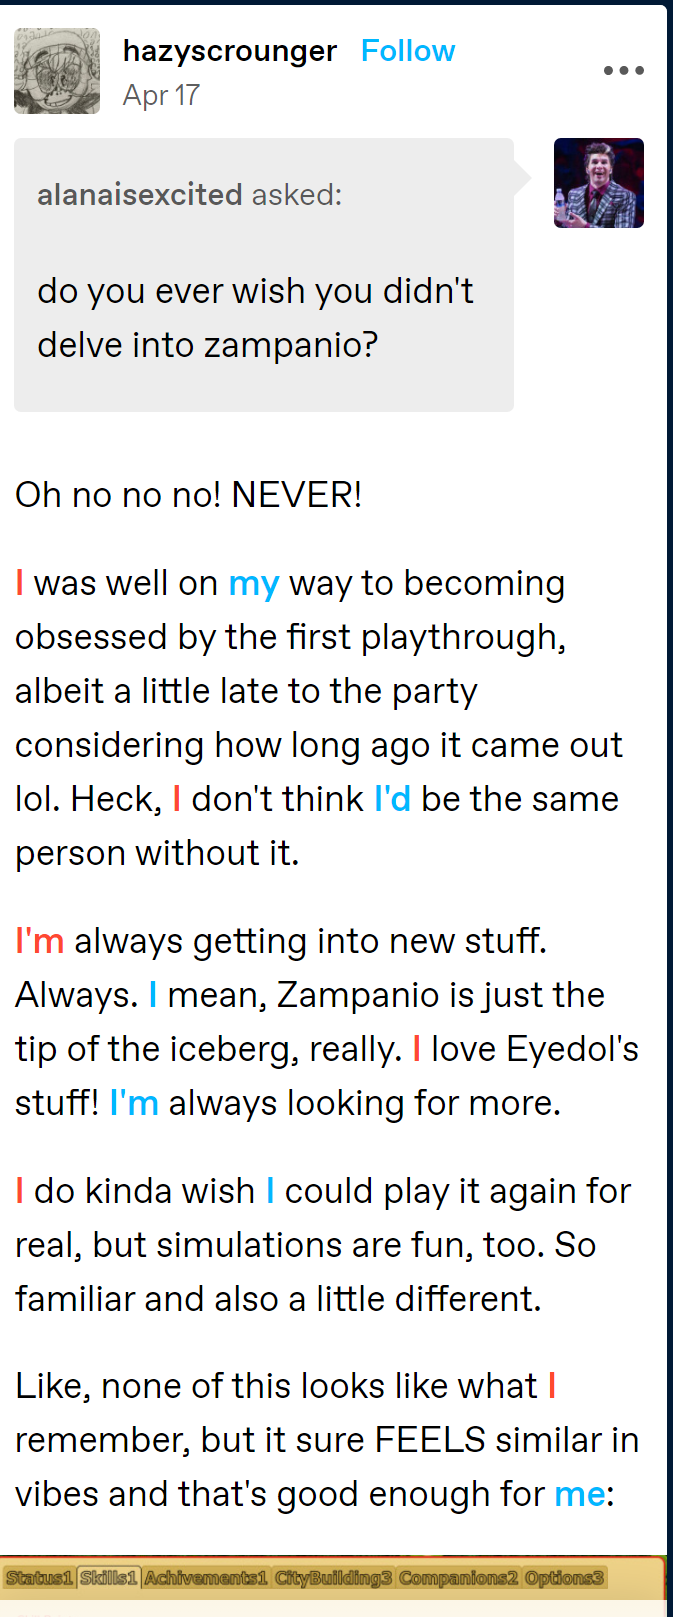 hazyscrounger Follow
Apr 17
alanaisexcited asked:
do you ever wish you didn't
delve into zampanio?
Oh no no no! NEVER!
I was well on my way to becoming
obsessed by the first playthrough,
albeit a little late to the party
considering how long ago it came out
lol. Heck, I don't think I'd be the same
person without it.
I'm always getting into new stuff.
Always. I mean, Zampanio is just the
tip of the iceberg, really. I love Eyedol's
stuff! I'm always looking for more.
I do kinda wish I could play it again for
real, but simulations are fun, too. So
familiar and also a little different.
Like, none of this looks like what I
remember, but it sure FEELS similar in
vibes and that's good enough for me:
Status1 Skills1 Achivements1 CityBuilding3 Companions2 Options3